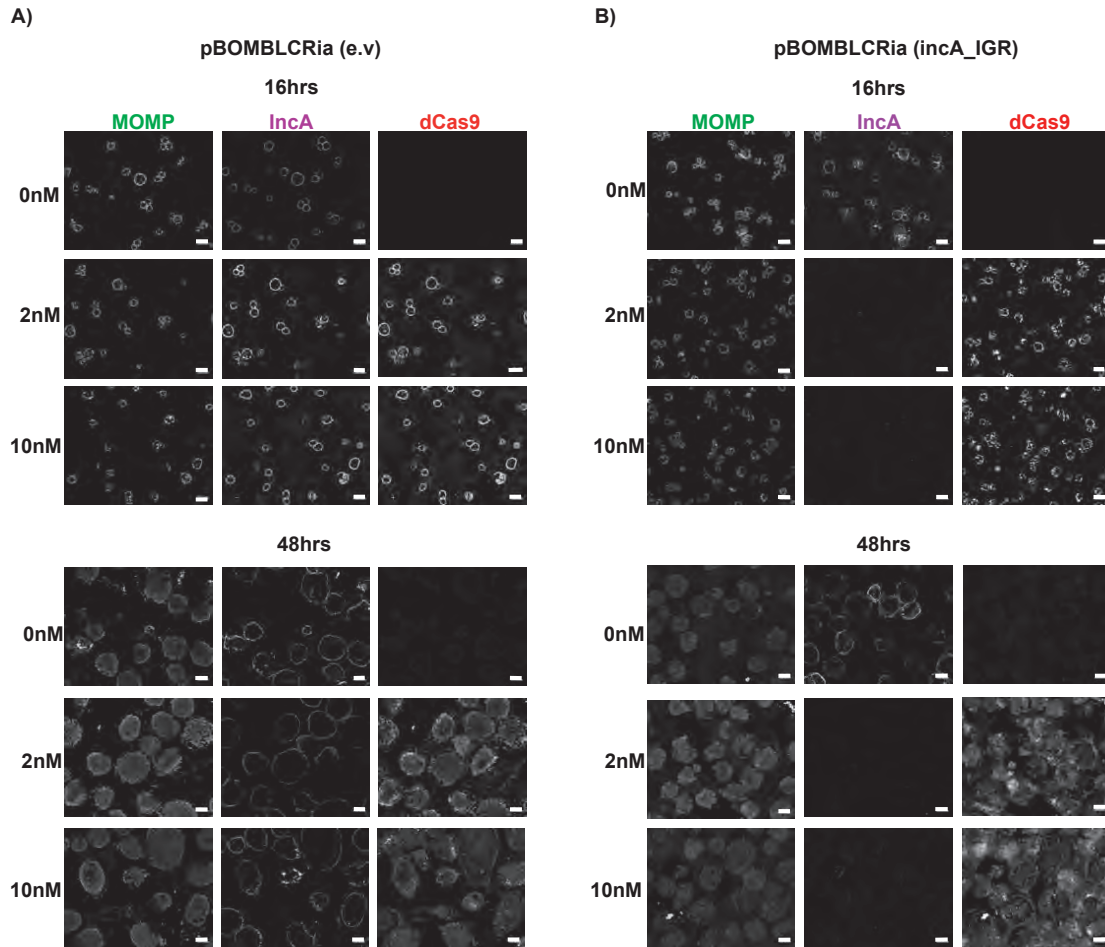 A)
pBOMBLCRia (e.v)
16hrs
MOMP IncA dCas9
0nM
2nM
10nM
48hrs
0nM
2nM
10nM
B)
pBOMBLCRia (incA_IGR)
16hrs
MOMP IncA dCas9
0nM
2nM
10nM
48hrs
0nM
2nM
10nM